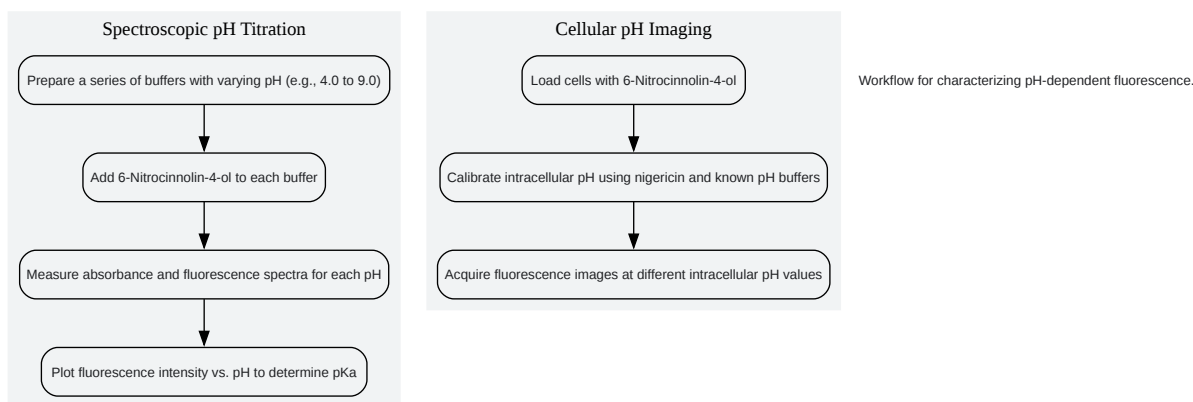 Spectroscopic pH Titration
Prepare a series of buffers with varying pH (e.g., 4.0 to 9.0)
Add 6-Nitrocinnolin-4-ol to each buffer
Measure absorbance and fluorescence spectra for each pH
Plot fluorescence intensity vs. pH to determine pKa
Cellular pH Imaging
Load cells with 6-Nitrocinnolin-4-ol
Calibrate intracellular pH using nigericin and known pH buffers
Acquire fluorescence images at different intracellular pH values
Workflow for characterizing pH-dependent fluorescence.